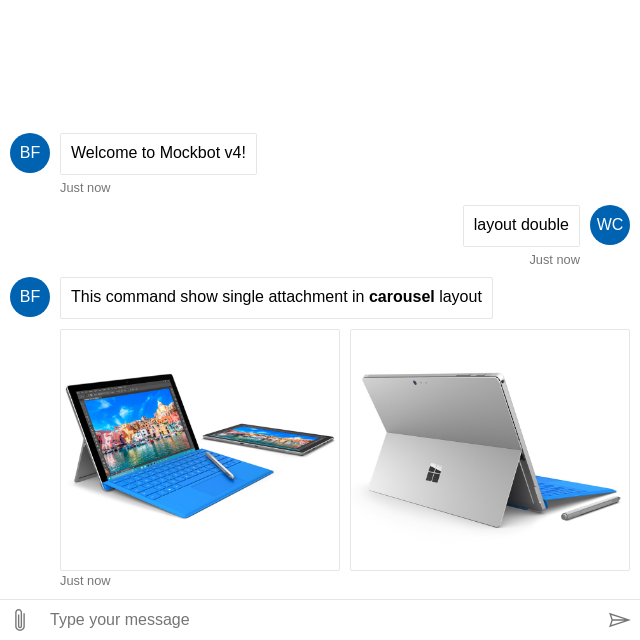 BF
Welcome to Mockbot v4!
Just now
layout double
WC
Just now
BF
This command show single attachment in carousel layout
Just now
Type your message